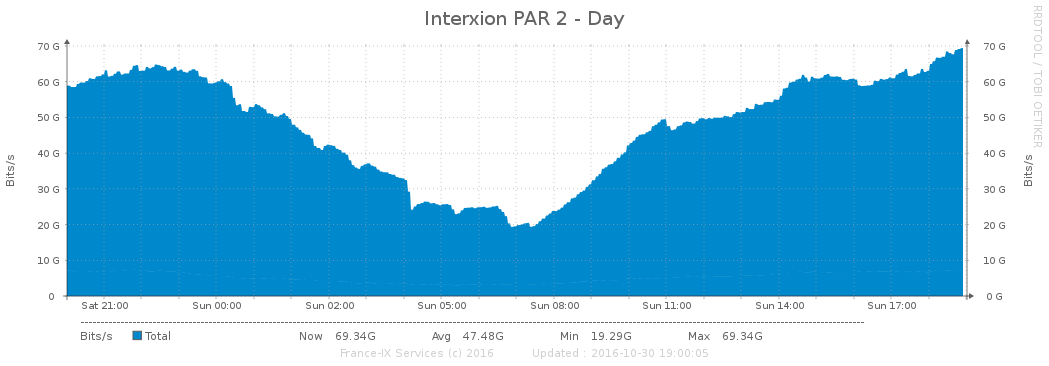 Interxion PAR 2 - Day
RRDTOOL / TOBI OETIKER
Bits/s
Bits/s
70 G 70 G
60 G 60 G
50 G 50 G
40 G 40 G
30 G 30 G
20 G 20 G
10 G 10 G
0 0 G
Sat 21:00 Sun 00:00 Sun 02:00 Sun 05:00 Sun 08:00 Sun 11:00 Sun 14:00 Sun 17:00
Bits/s Total Now 69.34G Avg 47.48G Min 19.29G Max 69.34G
France-IX Services (c) 2016 Updated : 2016-10-30 19:00:05